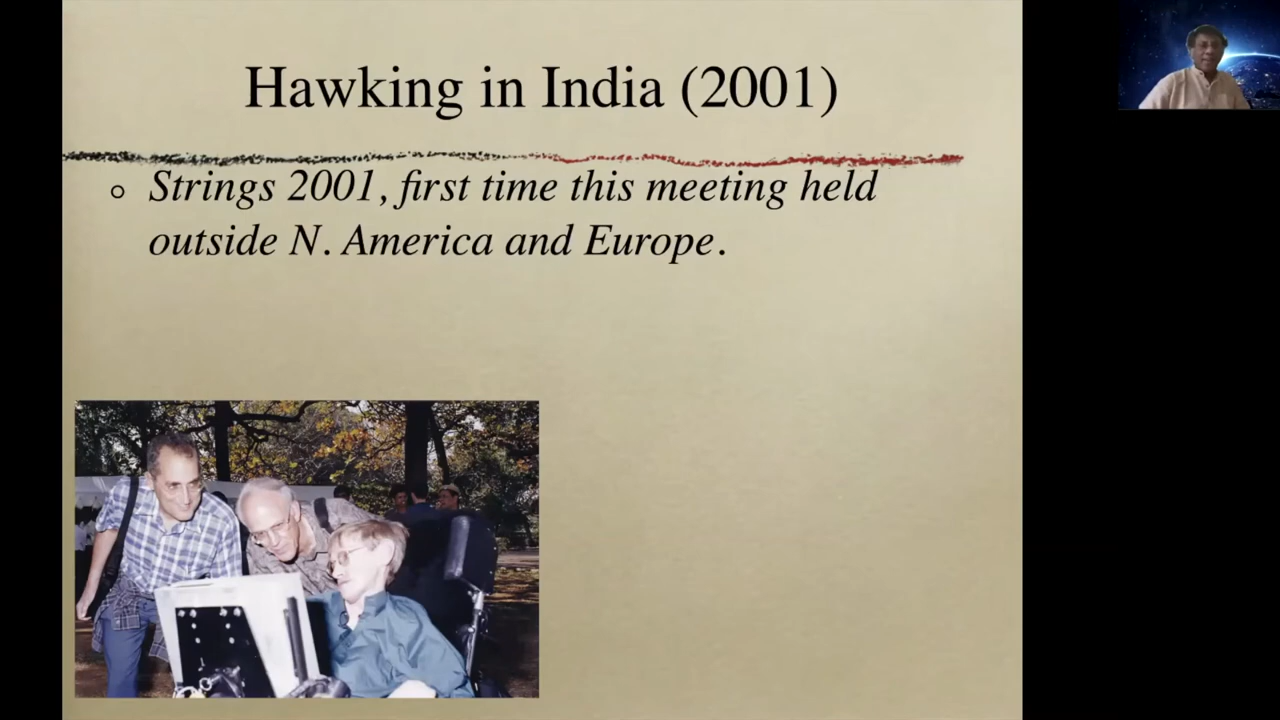 Hawking in India (2001)
Strings 2001, first time this meeting held
outside N. America and Europe.